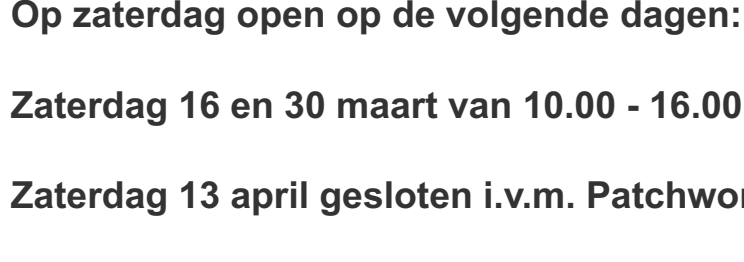 Op zaterdag open op de volgende dagen:
Zaterdag 16 en 30 maart van 10.00 - 16.00
Zaterdag 13 april gesloten i.v.m.